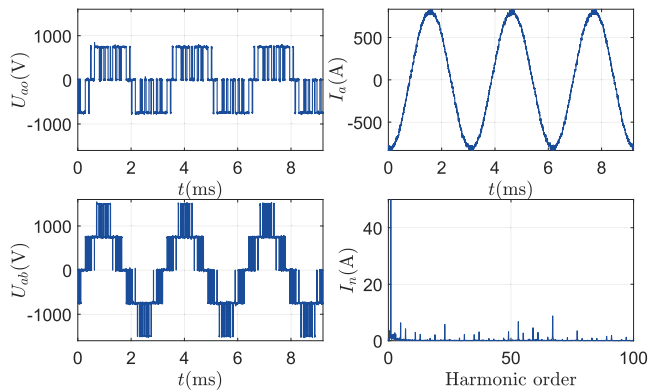 1000
0
-1000
U_ao(V)
0 2 4 6 8
t(ms)
500
0
-500
I_a(A)
0 2 4 6 8
t(ms)
1000
0
-1000
U_ab(V)
0 2 4 6 8
t(ms)
40
20
0
I_n(A)
0 50 100
Harmonic order